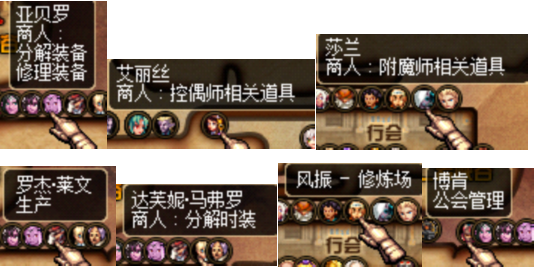 亚贝罗
商人：
分解装备
修理装备
艾丽丝
商人：控偶师相关道具
莎兰
商人：附魔师相关道具
行会
罗杰·莱文
生产
达芙妮·马弗罗
商人：分解时装
风振 - 修炼场
行会
博肯
公会管理